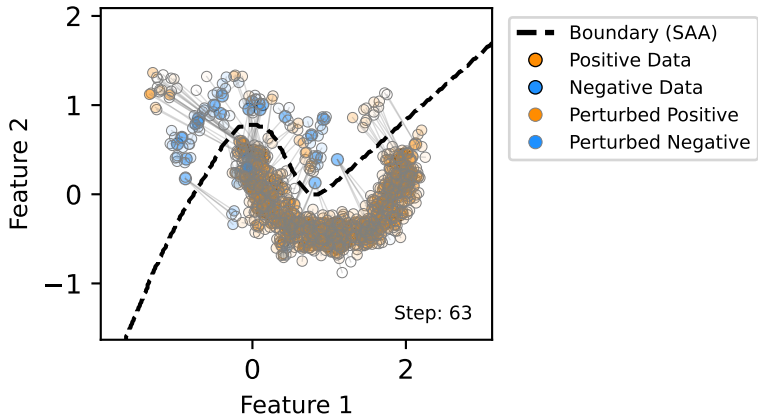 2
1
0
−1
Feature 2
0 2
Feature 1
Step: 63
Boundary (SAA)
Positive Data
Negative Data
Perturbed Positive
Perturbed Negative